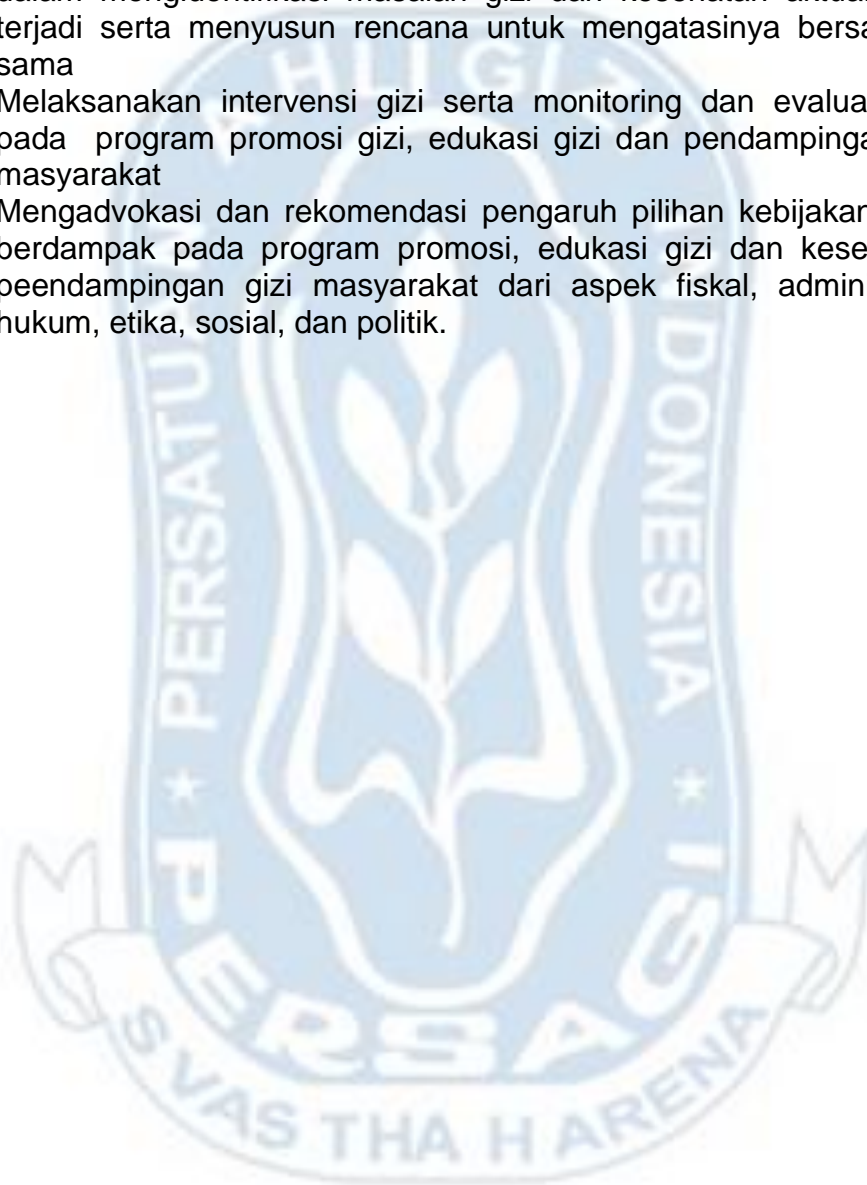 terjadi serta menyusun rencana untuk mengatasinya bersa
sama
Melaksanakan intervensi gizi serta monitoring dan evalua
pada program promosi gizi, edukasi gizi dan pendampinga
masyarakat
Mengadvokasi dan rekomendasi pengaruh pilihan kebijakan
berdampak pada program promosi, edukasi gizi dan kese
peendampingan gizi masyarakat dari aspek fiskal, admin
hukum, etika, sosial, dan politik.
PERSATUAN AHLI GIZI INDONESIA
PERSAGI
SVASTHA HARENA